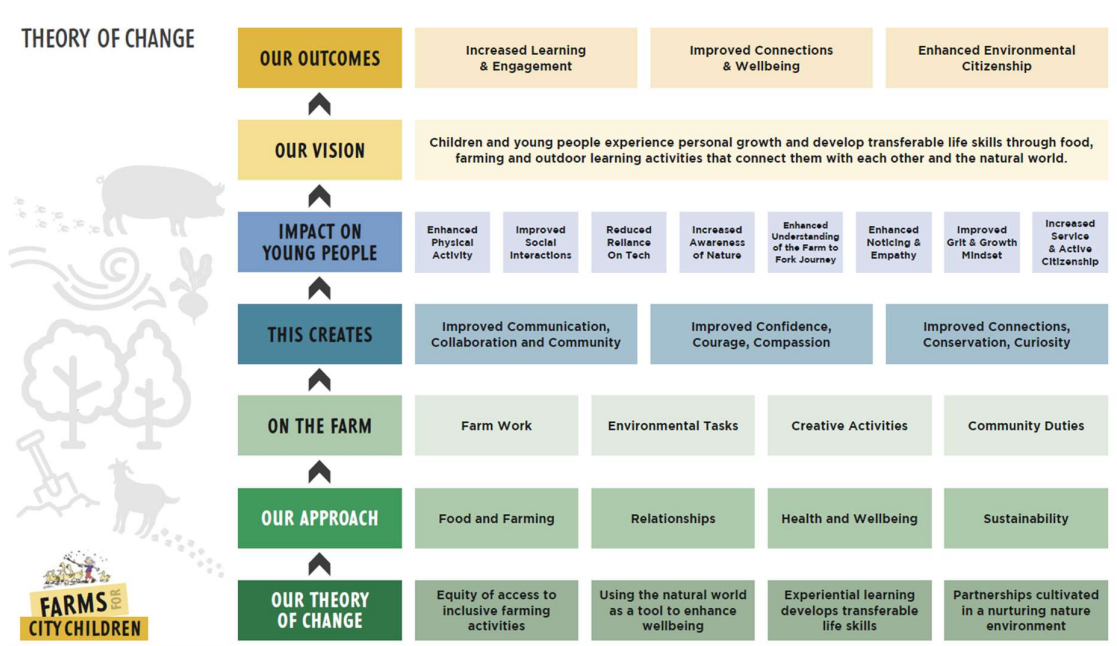 THEORY OF CHANGE
OUR OUTCOMES
Increased Learning
& Engagement
Improved Connections
& Wellbeing
Enhanced Environmental
Citizenship
OUR VISION
Children and young people experience personal growth and develop transferable life skills through food,
farming and outdoor learning activities that connect them with each other and the natural world.
IMPACT ON
YOUNG PEOPLE
Enhanced
Physical
Activity
Improved
Social
Interactions
Reduced
Reliance
On Tech
Increased
Awareness
of Nature
Enhanced
Understanding
of the Farm to
Fork Journey
Enhanced
Noticing &
Empathy
Improved
Grit & Growth
Mindset
Increased
Service
& Active
Citizenship
THIS CREATES
Improved Communication,
Collaboration and Community
Improved Confidence,
Courage, Compassion
Improved Connections,
Conservation, Curiosity
ON THE FARM
Farm Work
Environmental Tasks
Creative Activities
Community Duties
OUR APPROACH
Food and Farming
Relationships
Health and Wellbeing
Sustainability
OUR THEORY
OF CHANGE
Equity of access to
inclusive farming
activities
Using the natural world
as a tool to enhance
wellbeing
Experiential learning
develops transferable
life skills
Partnerships cultivated
in a nurturing nature
environment
FARMS FOR
CITY CHILDREN